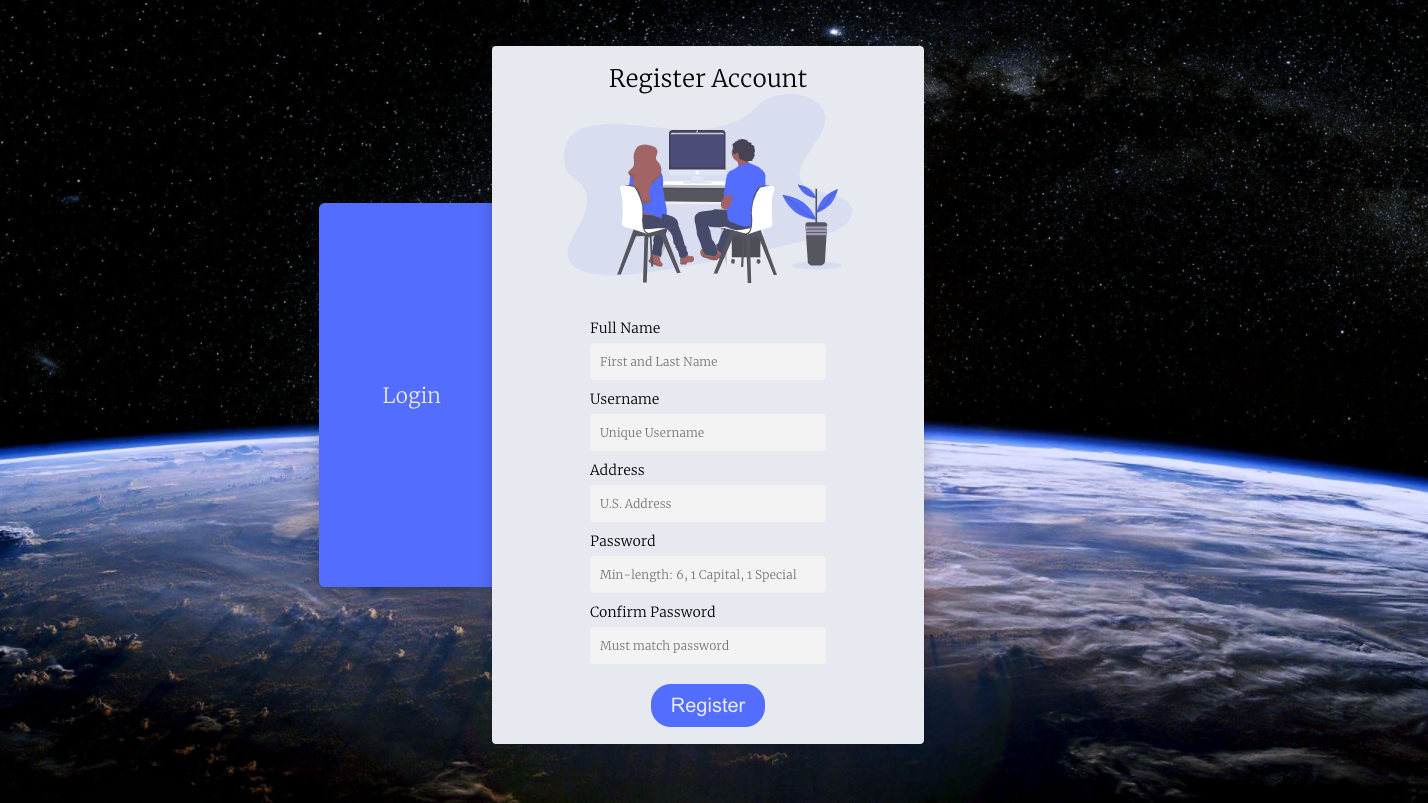 Register Account
Login
Full Name
First and Last Name
Username
Unique Username
Address
U.S. Address
Password
Min-length: 6, 1 Capital, 1 Special
Confirm Password
Must match password
Register